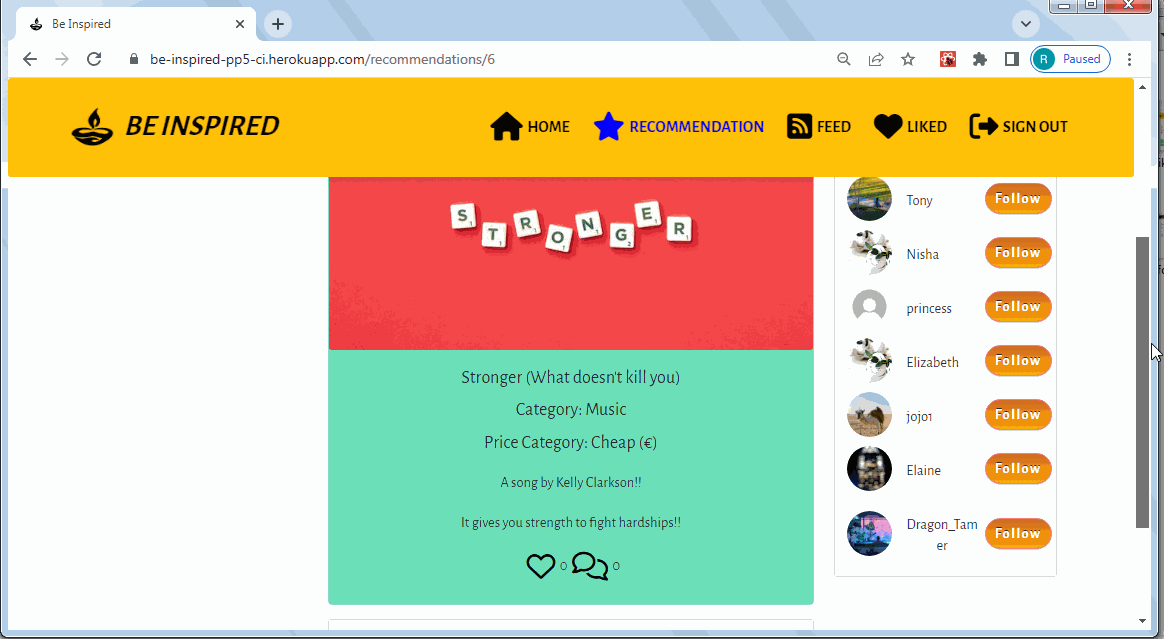 Be Inspired
be-inspired-pp5-ci.herokuapp.com/recommendations/6
R Paused
BE INSPIRED
HOME
RECOMMENDATION
FEED
LIKED
SIGN OUT
STRONGER
Stronger (What doesn't kill you)
Category: Music
Price Category: Cheap (€)
A song by Kelly Clarkson!!
It gives you strength to fight hardships!!
0 0
Tony Follow
Nisha Follow
princess Follow
Elizabeth Follow
jojo1 Follow
Elaine Follow
Dragon_Tam Follow
er